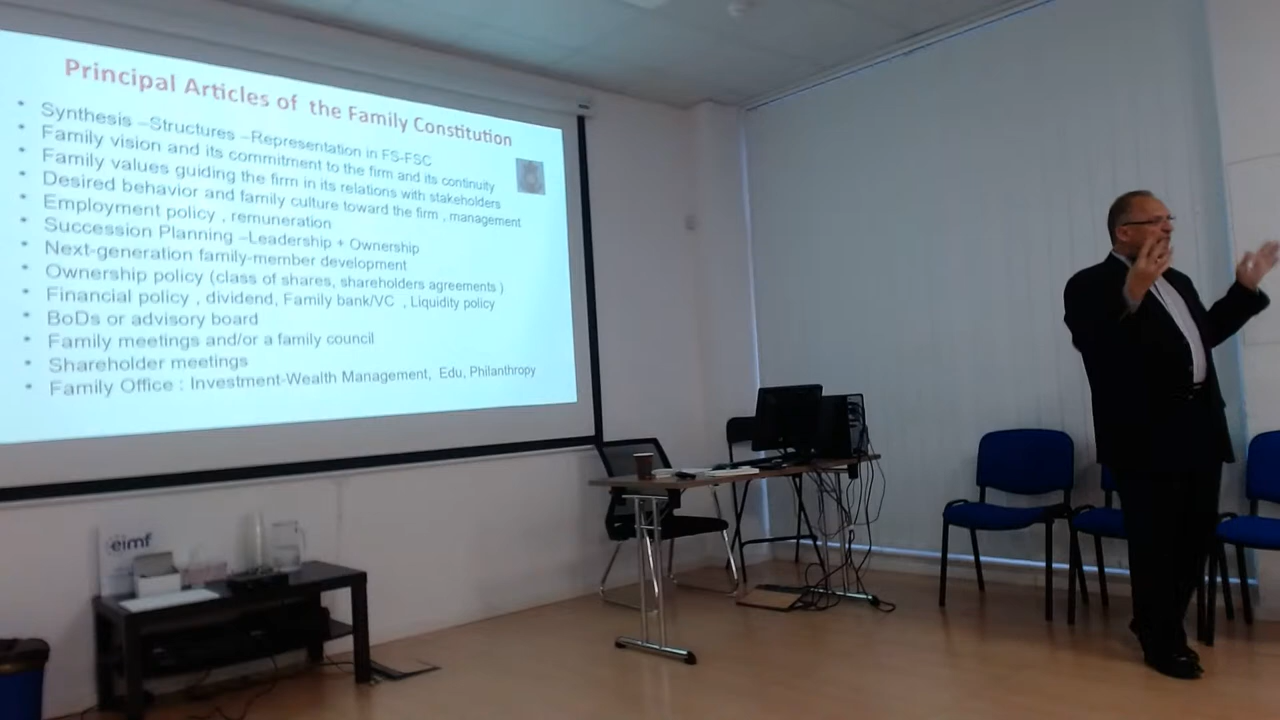 Principal Articles of the Family Constitution
• Synthesis –Structures –Representation in FS-FSC
• Family vision and its commitment to the firm and its continuity
• Family values guiding the firm in its relations with stakeholders
• Desired behavior and family culture toward the firm , management
• Employment policy , remuneration
• Succession Planning –Leadership + Ownership
• Next-generation family-member development
• Ownership policy (class of shares, shareholders agreements )
• Financial policy , dividend, Family bank/VC , Liquidity policy
• BoDs or advisory board
• Family meetings and/or a family council
• Shareholder meetings
• Family Office : Investment-Wealth Management, Edu, Philanthropy
eimf